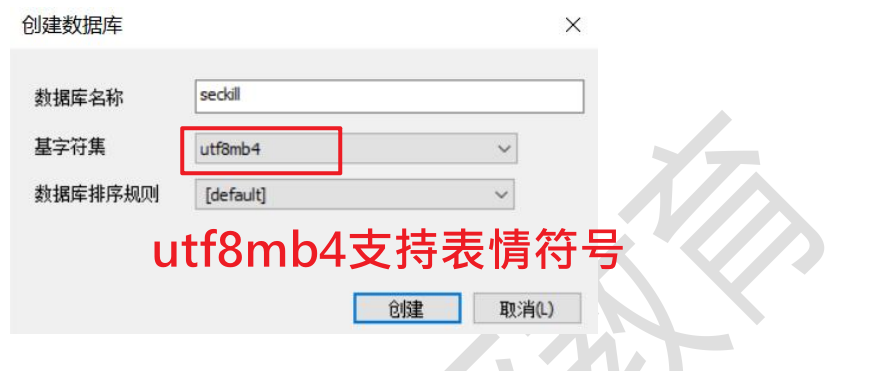 创建数据库
数据库名称 seckill
基字符集 utf8mb4
数据库排序规则 [default]
utf8mb4支持表情符号
创建 取消(L)
教育